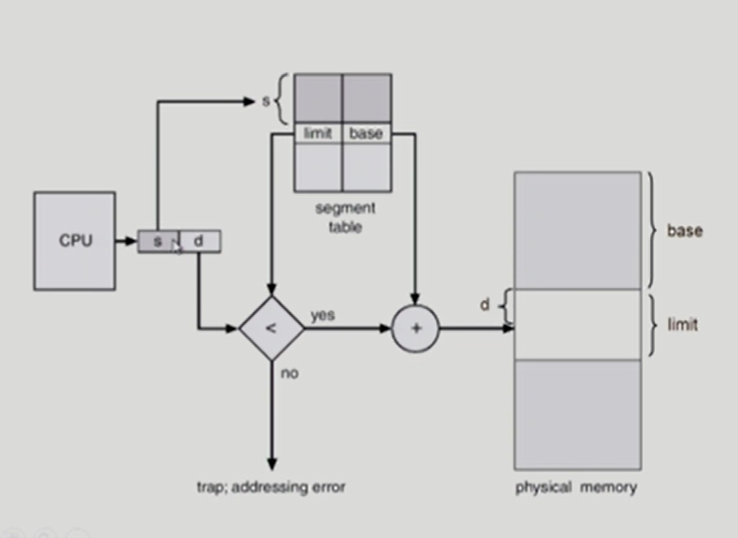 s
limit base
segment
table
CPU
s d
base
d
limit
<
yes
+
no
trap; addressing error
physical memory